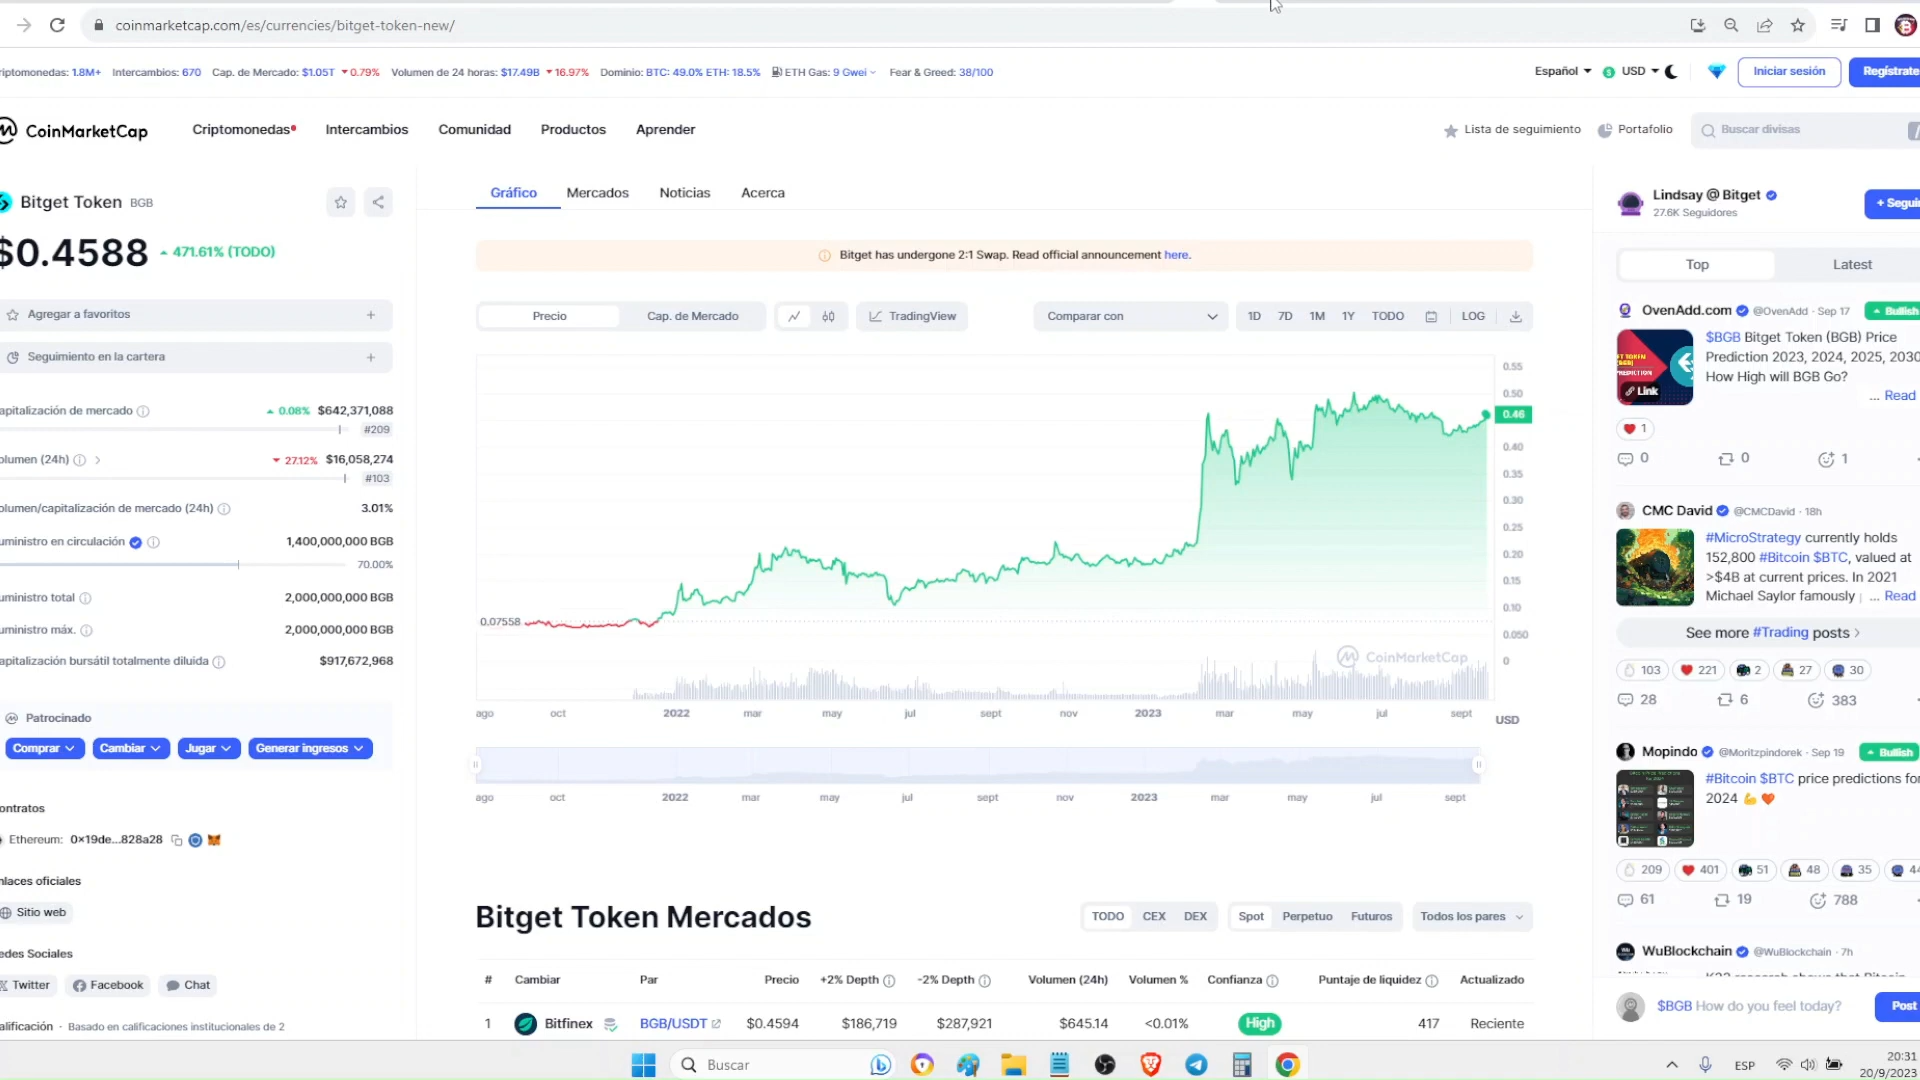 coinmarketcap.com/es/currencies/bitget-token-new/
riptomonedas: 1.8M+ Intercambios: 670 Cap. de Mercado: $1.05T 0.79% Volumen de 24 horas: $17.49B 16.97% Dominio: BTC: 49.0% ETH: 18.5% ETH Gas: 9 Gwei Fear & Greed: 38/100
Español USD Iniciar sesión Regístrate
CoinMarketCap Criptomonedas Intercambios Comunidad Productos Aprender
Lista de seguimiento Portafolio Buscar divisas /
Bitget Token BGB
$0.4588 471.61% (TODO)
Agregar a favoritos +
Seguimiento en la cartera +
apitalización de mercado 0.08% $642,371,088
#209
olumen (24h) 27.12% $16,058,274
#103
olumen/capitalización de mercado (24h) 3.01%
uministro en circulación 1,400,000,000 BGB
70.00%
uministro total 2,000,000,000 BGB
uministro máx. 2,000,000,000 BGB
apitalización bursátil totalmente diluida $917,672,968
Patrocinado
Comprar Cambiar Jugar Generar ingresos
ontratos
Ethereum: 0x19de...828a28
nlaces oficiales
Sitio web
edes Sociales
Twitter Facebook Chat
alificación · Basado en calificaciones institucionales de 2
Gráfico Mercados Noticias Acerca
Bitget has undergone 2:1 Swap. Read official announcement here.
Precio Cap. de Mercado TradingView Comparar con 1D 7D 1M 1Y TODO LOG
0.55
0.50
0.46
0.40
0.35
0.30
0.25
0.20
0.15
0.10
0.050
0
0.07558
CoinMarketCap
ago oct 2022 mar may jul sept nov 2023 mar may jul sept
USD
ago oct 2022 mar may jul sept nov 2023 mar may jul sept
Bitget Token Mercados
TODO CEX DEX Spot Perpetuo Futuros Todos los pares
# Cambiar Par Precio +2% Depth -2% Depth Volumen (24h) Volumen % Confianza Puntaje de liquidez Actualizado
1 Bitfinex BGB/USDT $0.4594 $186,719 $287,921 $645.14 <0.01% High 417 Reciente
Lindsay @ Bitget
27.6K Seguidores
+ Segui
Top Latest
OvenAdd.com @OvenAdd · Sep 17 Bullish
$BGB Bitget Token (BGB) Price
Prediction 2023, 2024, 2025, 2030
How High will BGB Go?
... Read
Link
1
0 0 1
CMC David @CMCDavid · 18h
#MicroStrategy currently holds
152,800 #Bitcoin $BTC, valued at
>$4B at current prices. In 2021
Michael Saylor famously ... Read
See more #Trading posts
103 221 2 27 30
28 6 383
Mopindo @Moritzpindorek · Sep 19 Bullish
#Bitcoin $BTC price predictions fo
2024 💪 🧡
209 401 51 48 35 44
61 19 788
WuBlockchain @WuBlockchain · 7h
$BGB How do you feel today? Post
Buscar
ESP
20:31
20/9/2023